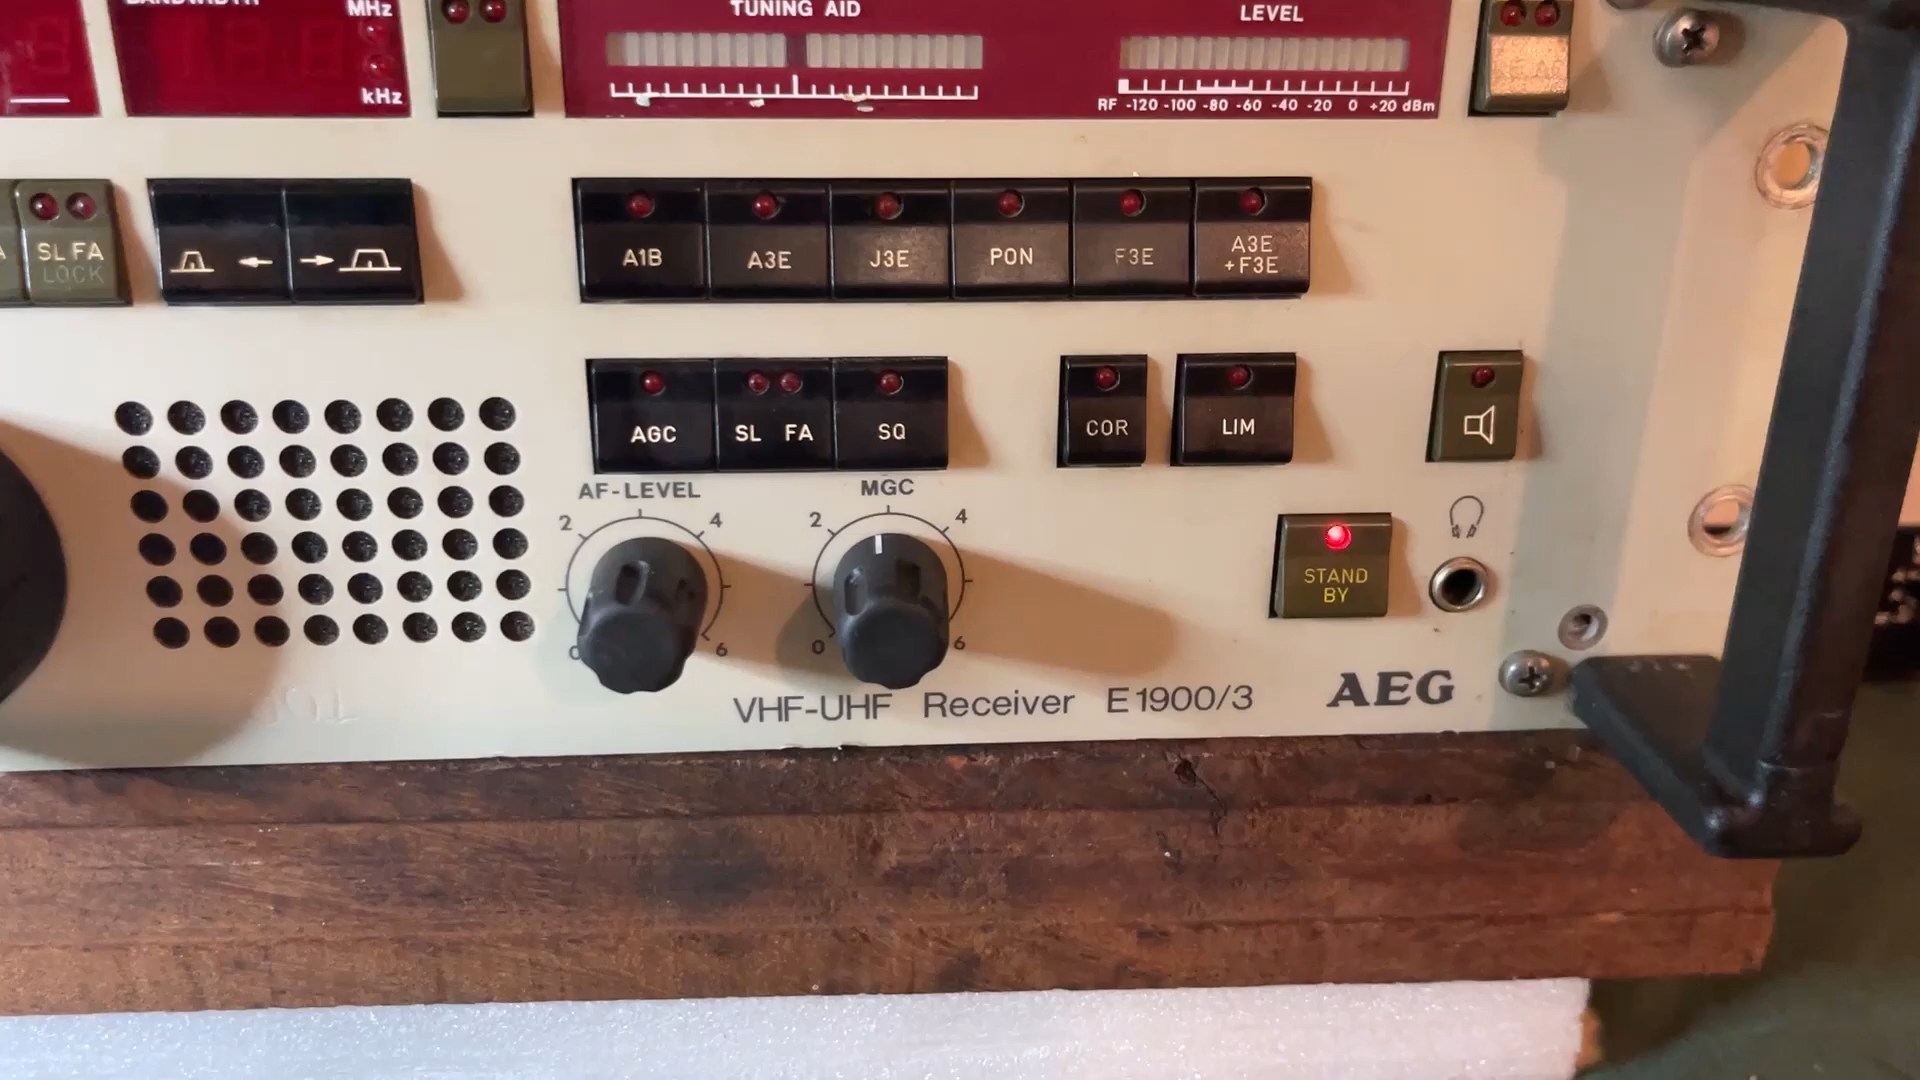 BANDWIDTH
MHz
kHz
TUNING AID
LEVEL
RF -120 -100 -80 -60 -40 -20 0 +20 dBm
SL FA
LOCK
A1B
A3E
J3E
PON
F3E
A3E
+F3E
AGC
SL FA
SQ
COR
LIM
AF-LEVEL
0 2 4 6
MGC
0 2 4 6
STAND
BY
VHF-UHF Receiver E1900/3
AEG